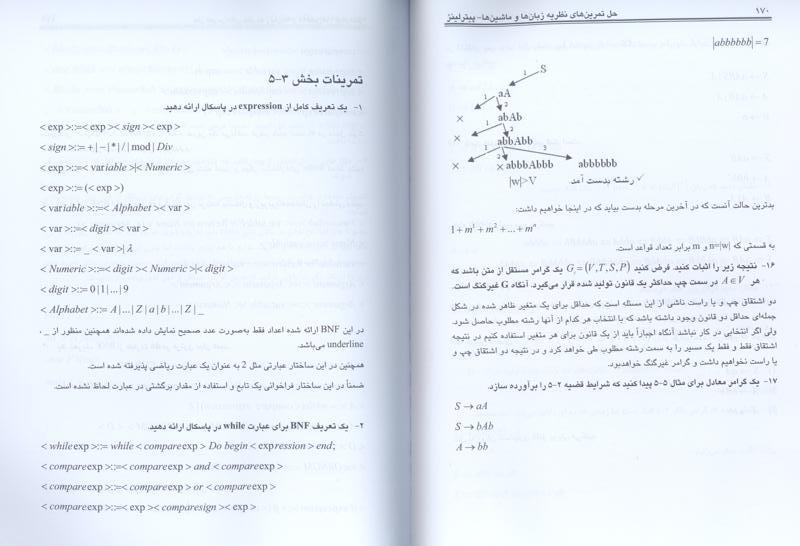 ۱۷۰
حل تمرین‌های نظریه زبان‌ها و ماشین‌ها- پیترلینز
|abbbbbb| = 7
S
1
× aA
1 2
× abAb
1 2
× abbAbb
1 2 3
× × abbbAbbb abbbbbb
|w|>V رشته بدست آمد ✓
بدترین حالت آنست که در آخرین مرحله بدست بیاید که در اینجا خواهیم داشت:
1 + m¹ + m² + ... + mⁿ
به قسمتی که n=|w| و m برابر تعداد قواعد است.
۱۶- نتیجه زیر را اثبات کنید. فرض کنید G = (V,T,S,P) یک گرامر مستقل از متن باشد که
هر A ∈ V در سمت چپ حداکثر یک قانون تولید شده قرار می‌گیرد. آنگاه G غیرگنگ است.
دو اشتقاق چپ و یا راست ناشی از این مسئله است که حداقل برای یک متغیر ظاهر شده در شکل
جمله‌ای حداقل دو قانون وجود داشته باشد که با انتخاب هر کدام از آنها رشته مطلوب حاصل شود.
ولی اگر انتخابی در کار نباشد آنگاه اجباراً باید از یک قانون برای هر متغیر استفاده کنیم در نتیجه
اشتقاق فقط و فقط یک مسیر را به سمت رشته مطلوب طی خواهد کرد و در نتیجه دو اشتقاق چپ و
یا راست نخواهیم داشت و گرامر غیرگنگ خواهدبود.
۱۷- یک گرامر معادل برای مثال ۵-۵ پیدا کنید که شرایط قضیه ۲-۵ را برآورده سازد.
S → aA
S → bAb
A → bb
تمرینات بخش ۳-۵
۱- یک تعریف کامل از expression در پاسکال ارائه دهید.
< exp >::=< exp >< sign >< exp >
< sign >::= + | − | * | / | mod | Div
< exp >::=< variable >|< Numeric >
< exp >::= (< exp >)
< variable >::=< Alphabet >< var >
< var >::=< digit >< var >
< var >::= _ < var >| λ
< Numeric >::=< digit >< Numeric >|< digit >
< digit >::= 0 | 1 | ... | 9
< Alphabet >::= A | ... | Z | a | b | ... | Z | _
در این BNF ارائه شده اعداد فقط به‌صورت عدد صحیح نمایش داده شده‌اند همچنین منظور از _ ،
underline می‌باشد.
همچنین در این ساختار عبارتی مثل 2 به عنوان یک عبارت ریاضی پذیرفته شده است.
ضمناً در این ساختار فراخوانی یک تابع و استفاده از مقدار برگشتی در عبارت لحاظ نشده است.
۲- یک تعریف BNF برای عبارت while در پاسکال ارائه دهید.
< while exp >::= while < compare exp > Do begin < expression > end;
< compare exp >::=< compare exp > and < compare exp >
< compare exp >::=< compare exp > or < compare exp >
< compare exp >::=< exp >< comparesign >< exp >